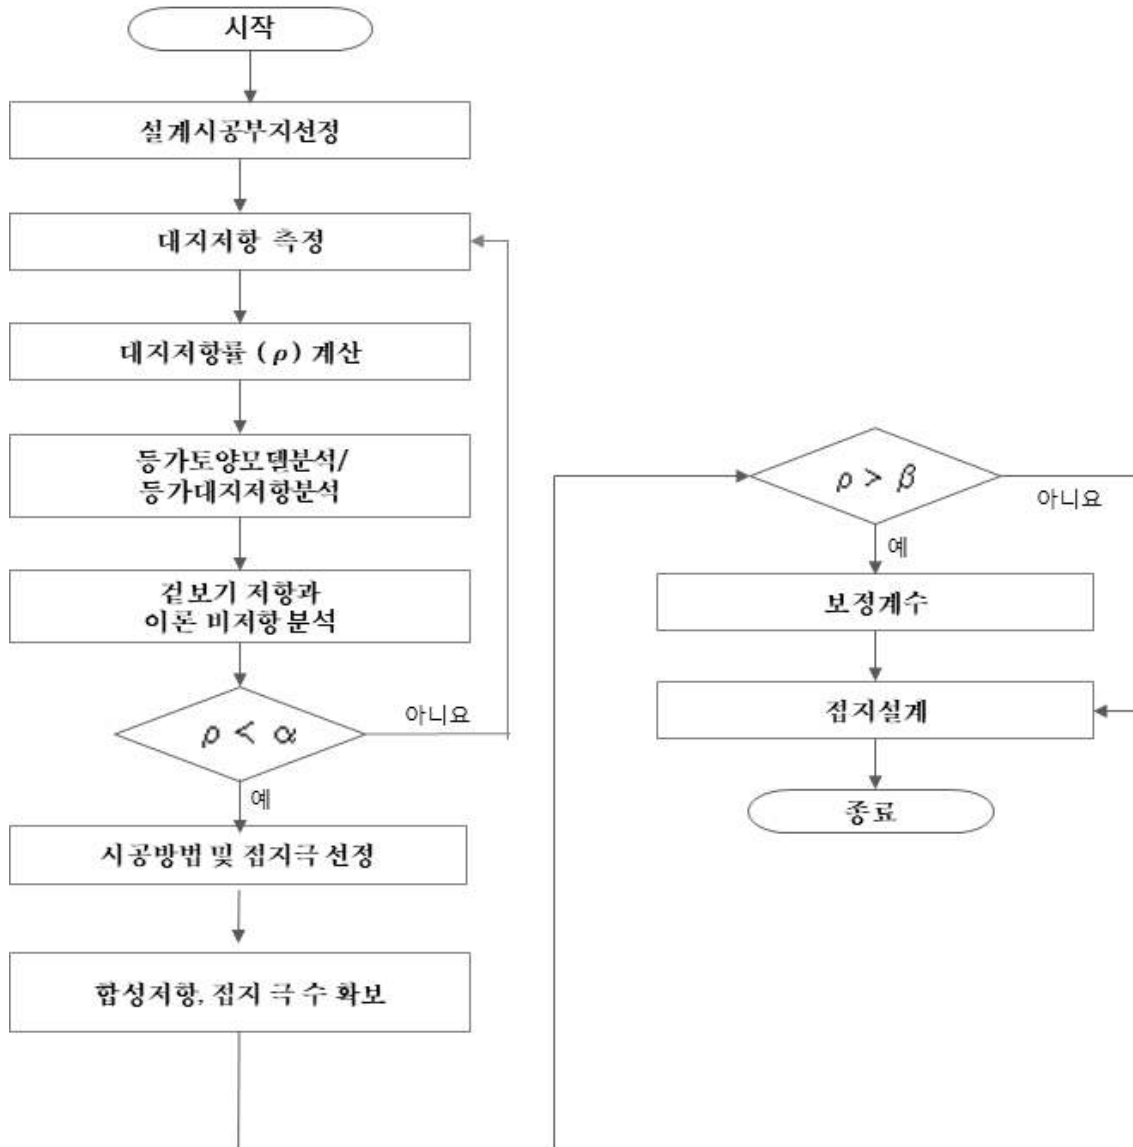 시작
설계시공부지선정
대지저항 측정
대지저항률 (ρ) 계산
등가토양모델분석/
등가대지저항분석
겉보기 저항과
이론 비저항 분석
ρ < α
아니요
예
시공방법 및 접지극 선정
합성저항, 접지 극 수 확보
ρ > β
아니요
예
보정계수
접지설계
종료